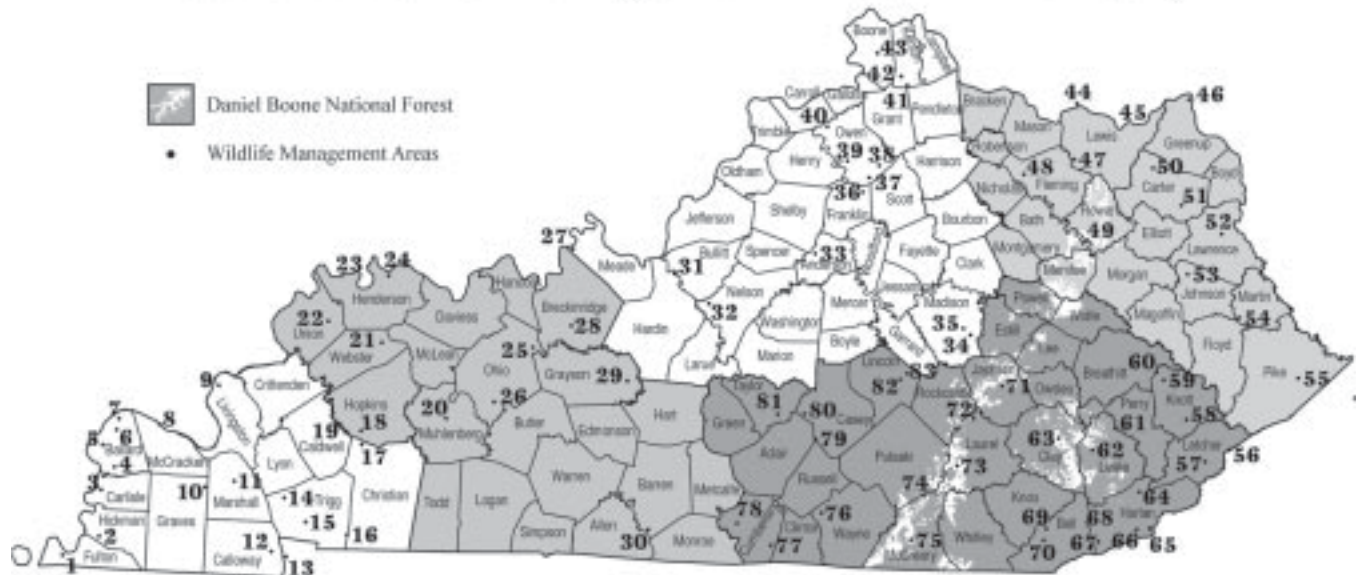 Daniel Boone National Forest
Wildlife Management Areas
Boone
43
42
44
45
46
41
Carroll
40
Grant
Pendleton
Bracken
Mason
Lewis
Greenup
Trimble
Owen
39
38
Robertson
47
50
Boyd
Henry
Harrison
48
Carter
Oldham
37
Nicholas
Fleming
51
36
Scott
Rowan
Shelby
Franklin
Bourbon
Bath
49
Elliott
52
Jefferson
27
Montgomery
Lawrence
Bullitt
Spencer
33
Fayette
Clark
Menifee
Morgan
23
24
Meade
31
Anderson
53
Johnson
Martin
Henderson
Hancock
Nelson
Mercer
Madison
Powell
Wolfe
Magoffin
54
22
Union
Daviess
Breckinridge
28
Hardin
32
Washington
35
Estill
Floyd
21
Webster
McLean
25
Boyle
Garrard
34
Lee
60
Pike
55
9
Crittenden
Ohio
Grayson
29
Larue
Marion
Lincoln
83
Jackson
71
Owsley
Breathitt
59
Knott
7
8
Livingston
Hopkins
20
26
Taylor
82
Rockcastle
Perry
58
5
6
Ballard
19
18
Muhlenberg
Butler
Edmonson
Hart
Green
81
80
Casey
72
61
4
McCracken
Caldwell
17
79
Laurel
63
Clay
62
Letcher
56
3
10
11
Lyon
Warren
Barren
Adair
Pulaski
73
Leslie
57
Carlisle
Marshall
14
Trigg
Christian
Metcalfe
Russell
74
64
Graves
15
Todd
Logan
78
Knox
69
Bell
68
Harlan
Hickman
2
16
Simpson
Allen
76
Wayne
Whitley
67
66
65
12
30
Monroe
Clinton
77
75
McCreary
70
Fulton
1
Calloway
13